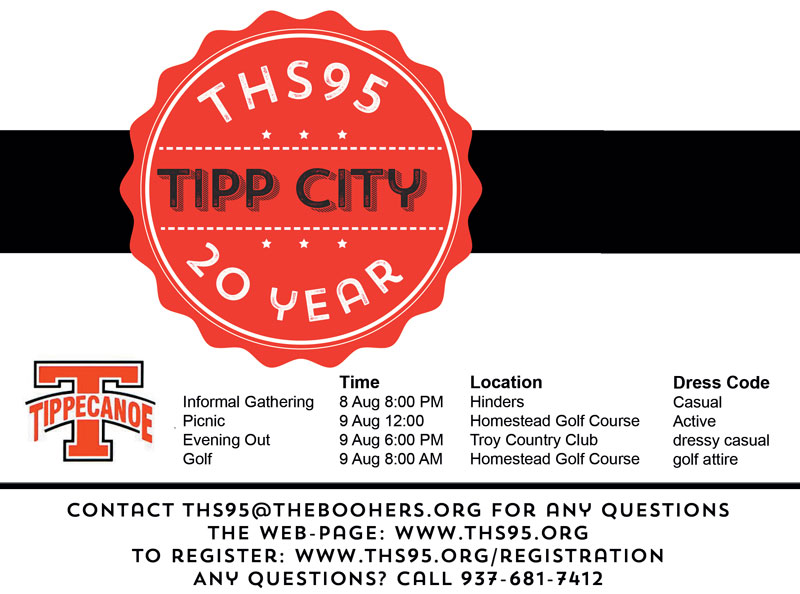 THS95
TIPP CITY
20 YEAR
T
TIPPECANOE
Time Location Dress Code
Informal Gathering 8 Aug 8:00 PM Hinders Casual
Picnic 9 Aug 12:00 Homestead Golf Course Active
Evening Out 9 Aug 6:00 PM Troy Country Club dressy casual
Golf 9 Aug 8:00 AM Homestead Golf Course golf attire
CONTACT THS95@THEBOOHERS.ORG FOR ANY QUESTIONS
THE WEB-PAGE: WWW.THS95.ORG
TO REGISTER: WWW.THS95.ORG/REGISTRATION
ANY QUESTIONS? CALL 937-681-7412